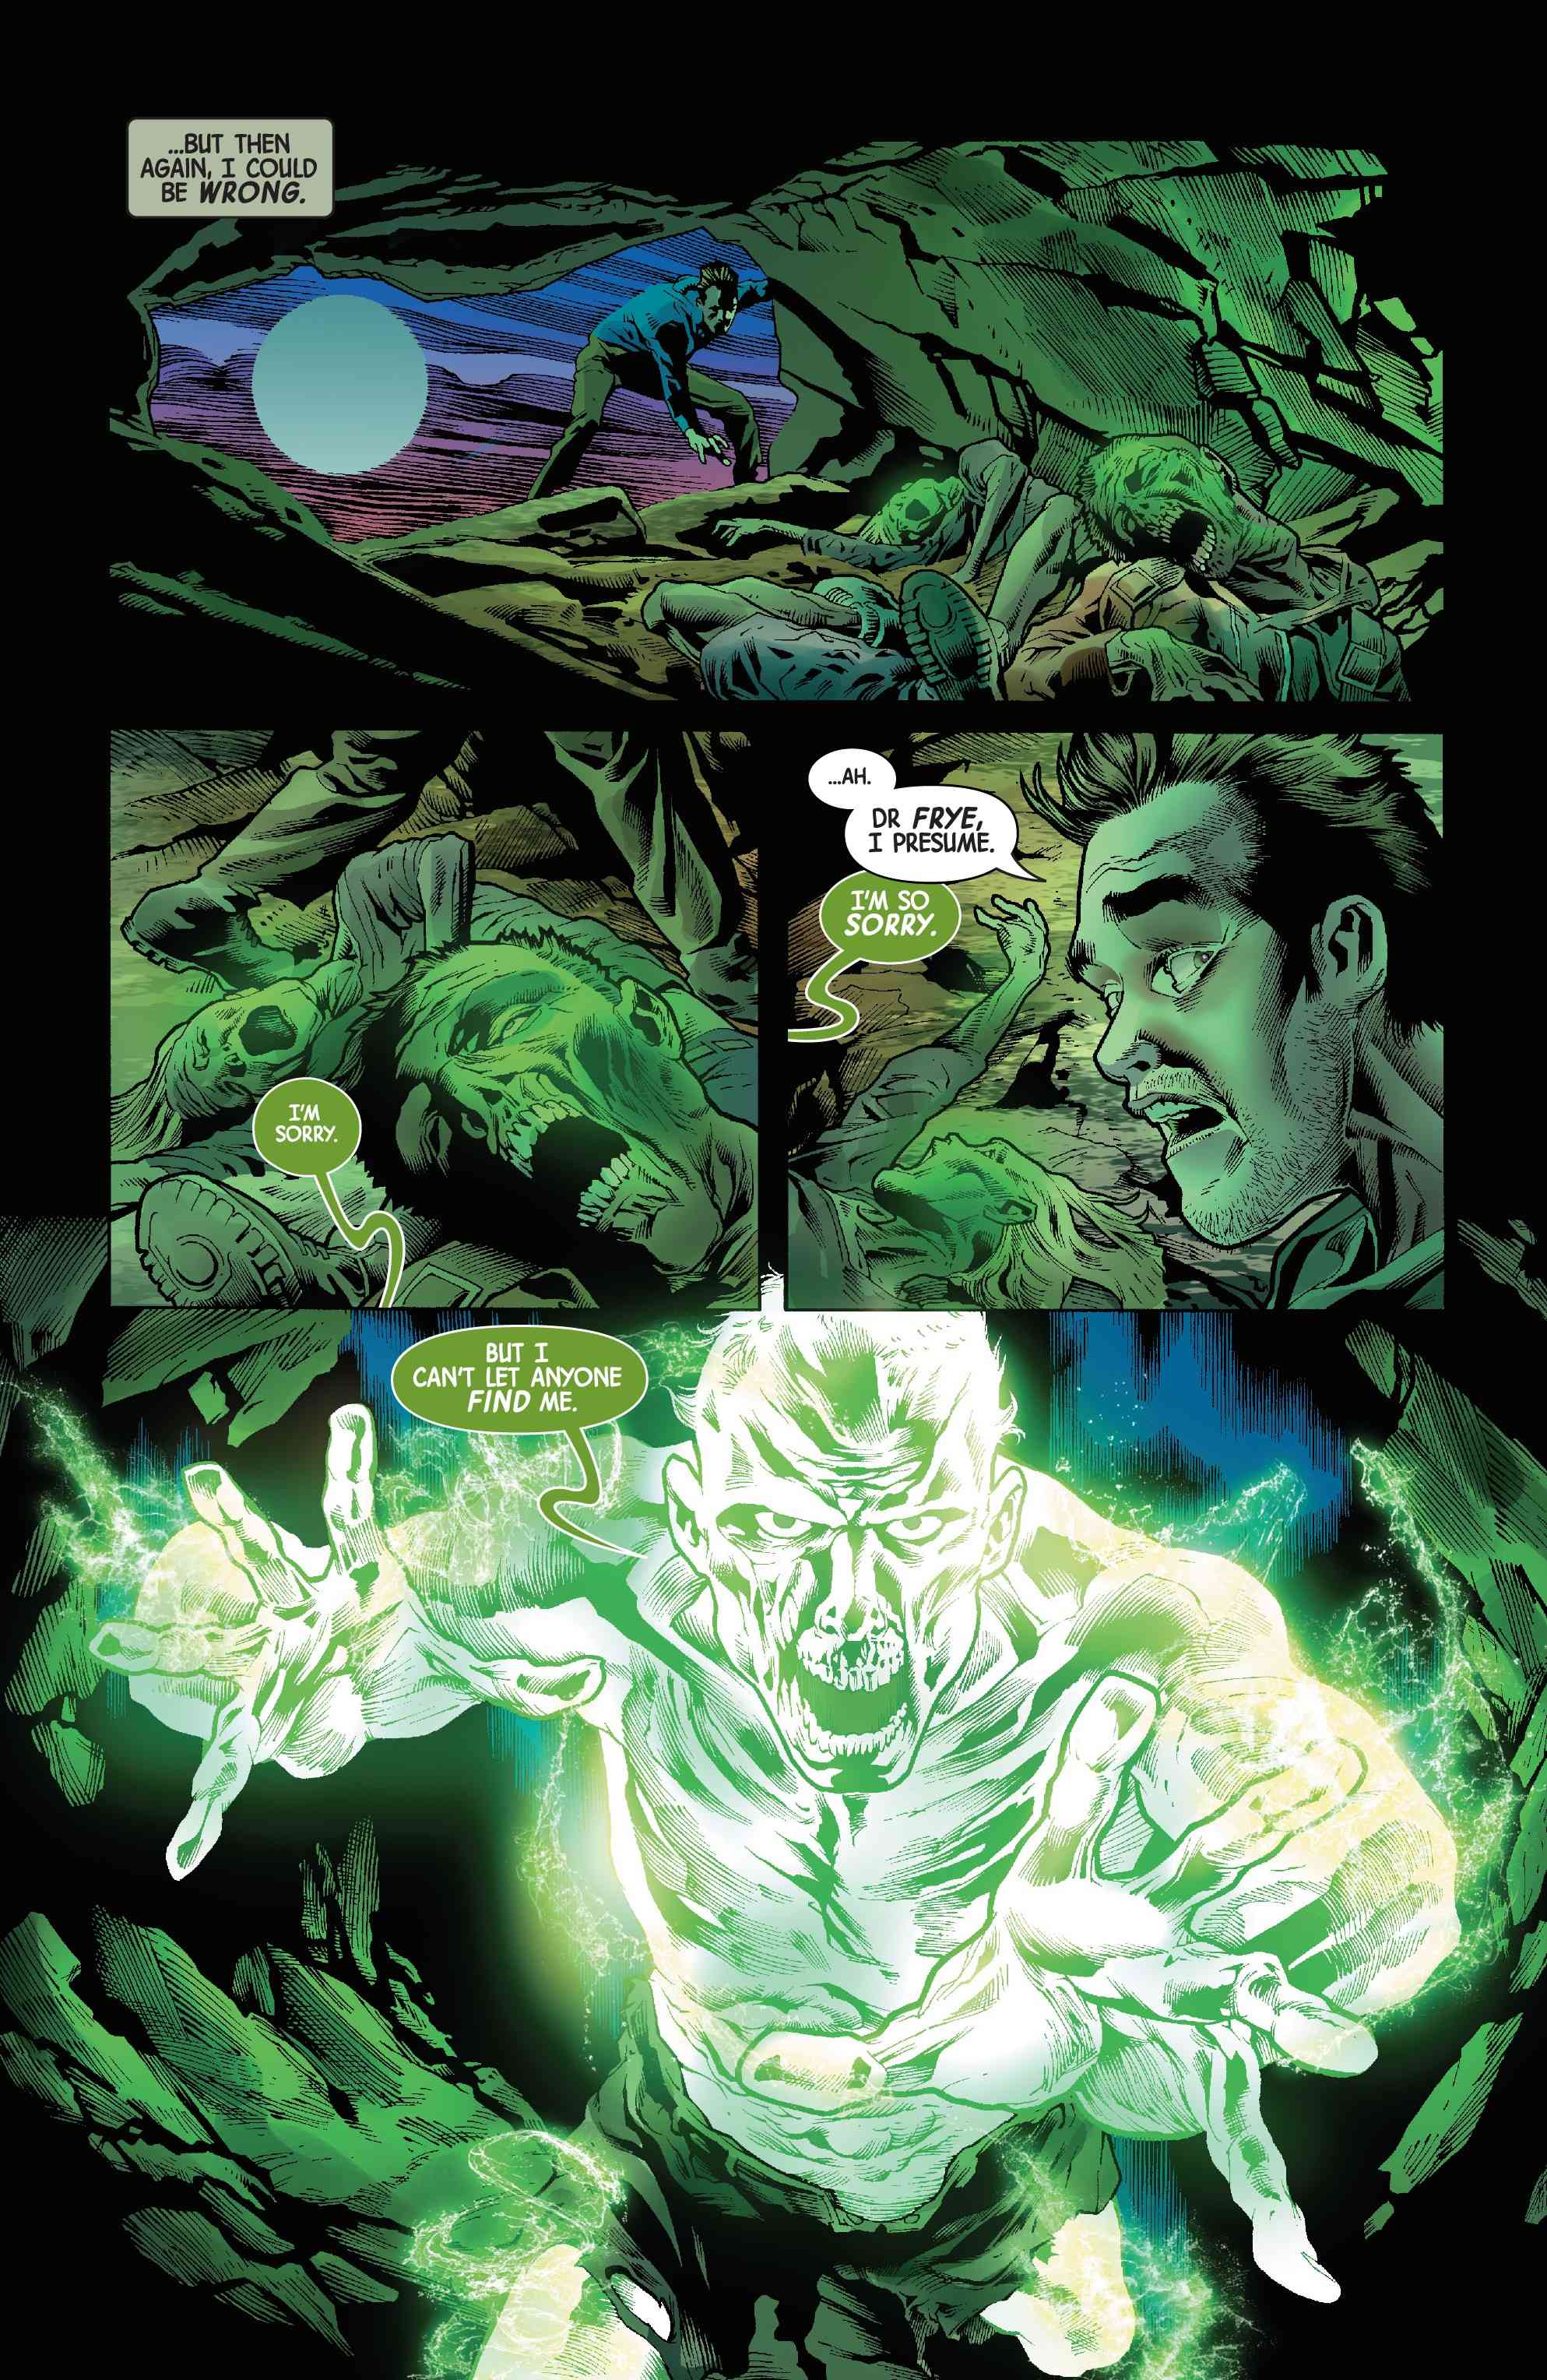 ...BUT THEN
AGAIN, I COULD
BE WRONG.
I'M
SORRY.
...AH.
DR FRYE,
I PRESUME.
I'M SO
SORRY.
BUT I
CAN'T LET ANYONE
FIND ME.